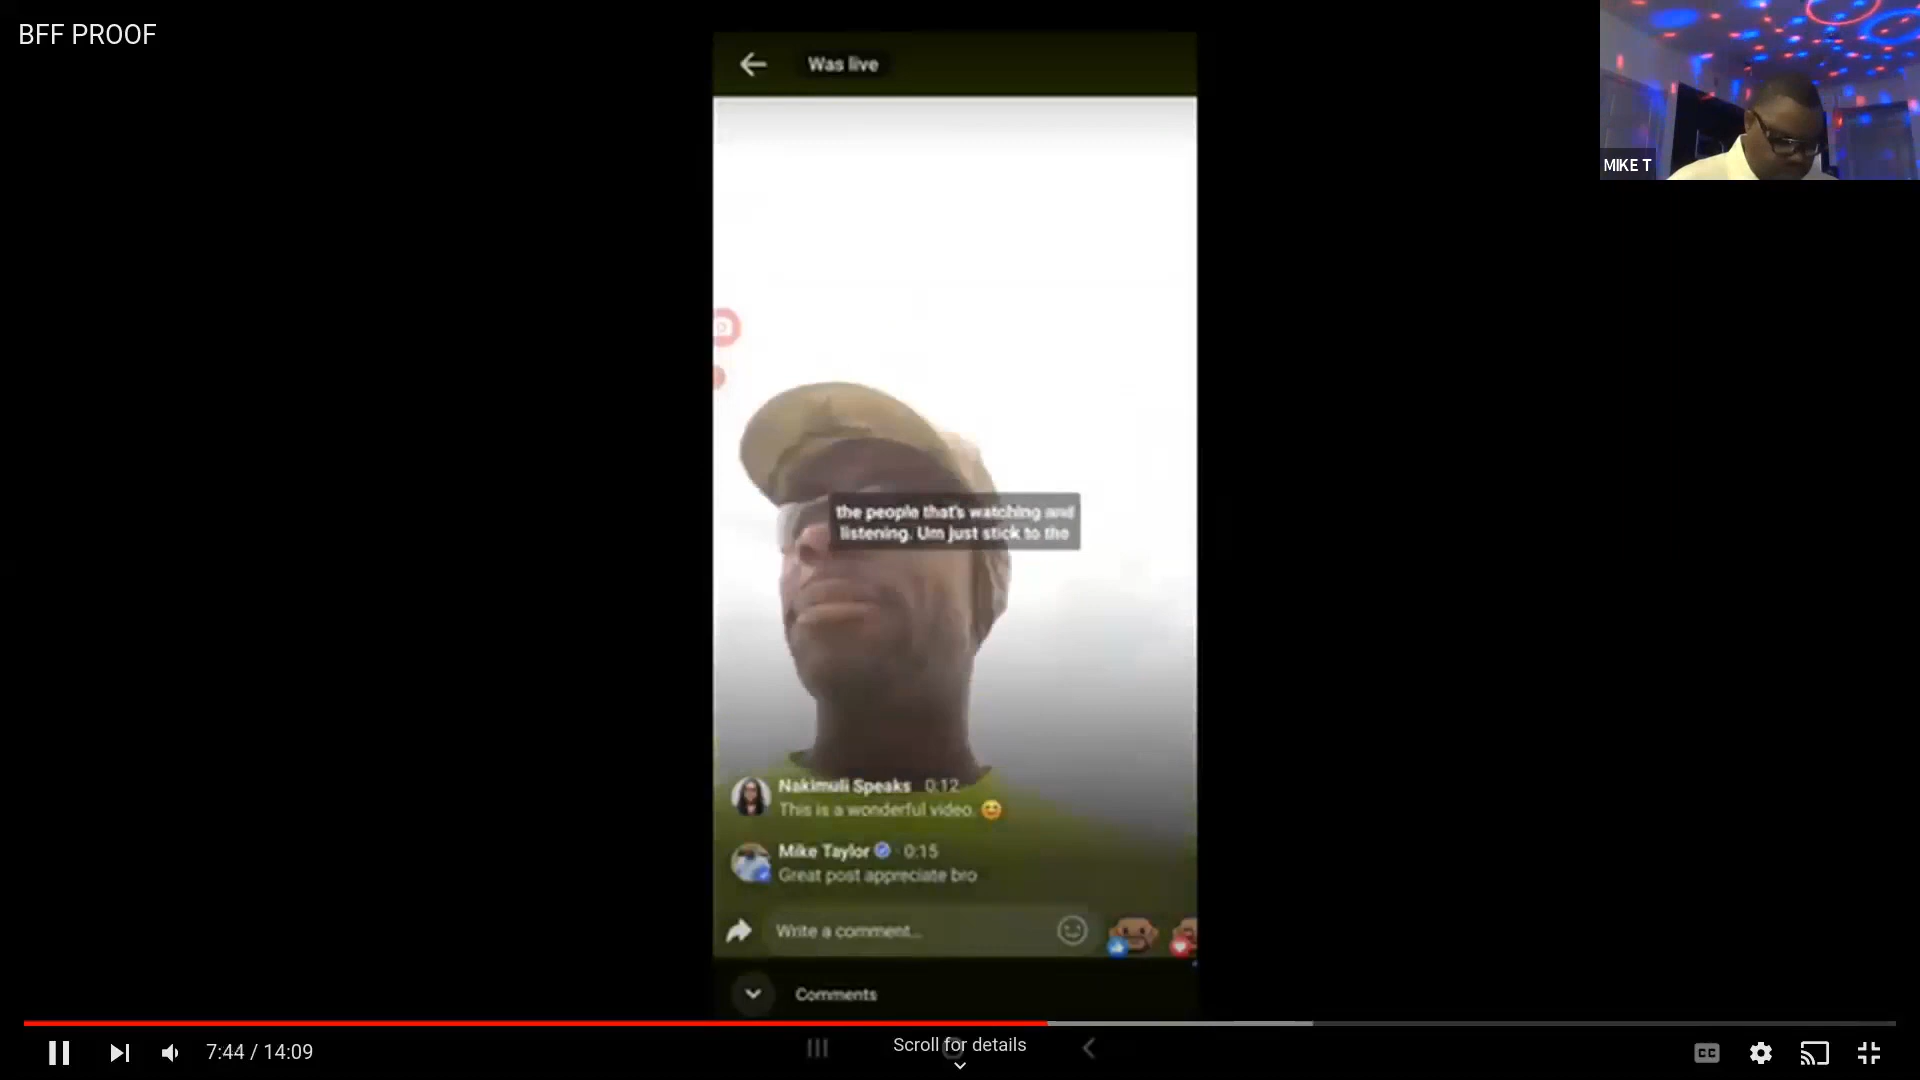 BFF PROOF
Was live
MIKE T
the people that's watching and
listening. Um just stick to the
Nakimuli Speaks 0:12
This is a wonderful video. 😊
Mike Taylor · 0:15
Great post appreciate bro
Write a comment...
Comments
Scroll for details
7:44 / 14:09
CC